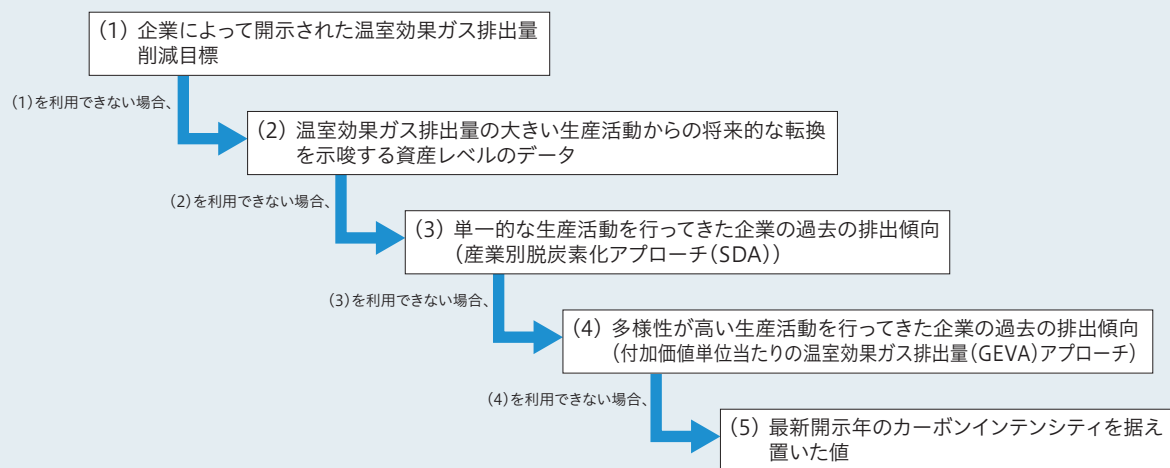 (1) 企業によって開示された温室効果ガス排出量
削減目標
(1)を利用できない場合、
(2) 温室効果ガス排出量の大きい生産活動からの将来的な転換
を示唆する資産レベルのデータ
(2)を利用できない場合、
(3) 単一的な生産活動を行ってきた企業の過去の排出傾向
(産業別脱炭素化アプローチ(SDA))
(3)を利用できない場合、
(4) 多様性が高い生産活動を行ってきた企業の過去の排出傾向
(付加価値単位当たりの温室効果ガス排出量(GEVA)アプローチ)
(4)を利用できない場合、
(5) 最新開示年のカーボンインテンシティを据え
置いた値